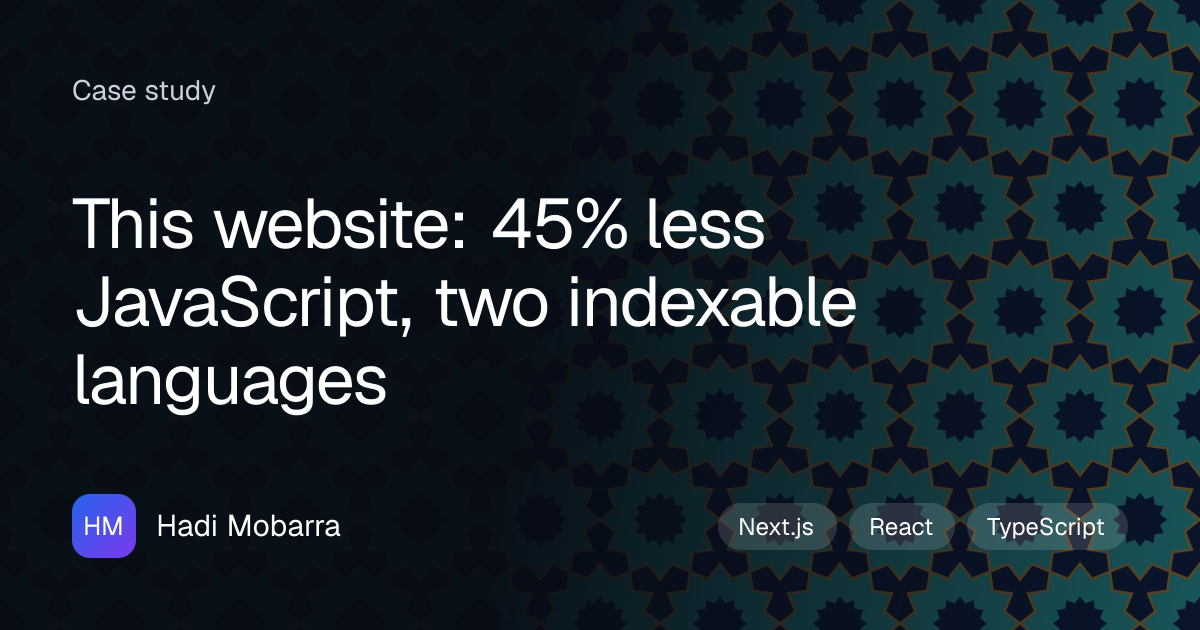 Case study
This website: 45% less
JavaScript, two indexable
languages
HM
Hadi Mobarra
Next.js
React
TypeScript